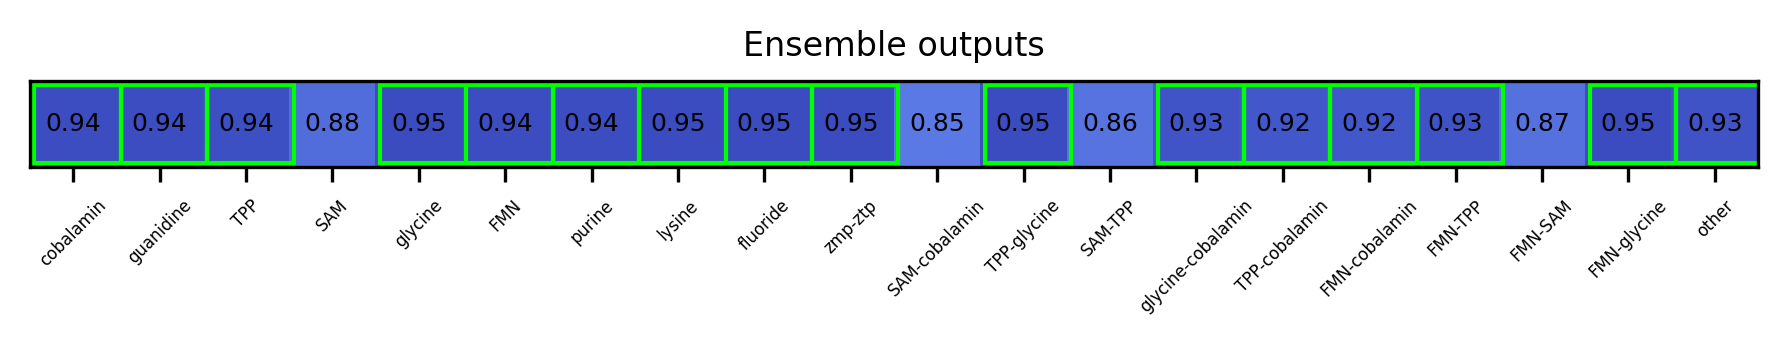 Ensemble outputs
0.94 0.94 0.94 0.88 0.95 0.94 0.94 0.95 0.95 0.95 0.85 0.95 0.86 0.93 0.92 0.92 0.93 0.87 0.95 0.93
cobalamin guanidine TPP SAM glycine FMN purine lysine fluoride zmp-ztp SAM-cobalamin TPP-glycine SAM-TPP glycine-cobalamin TPP-cobalamin FMN-cobalamin FMN-TPP FMN-SAM FMN-glycine other